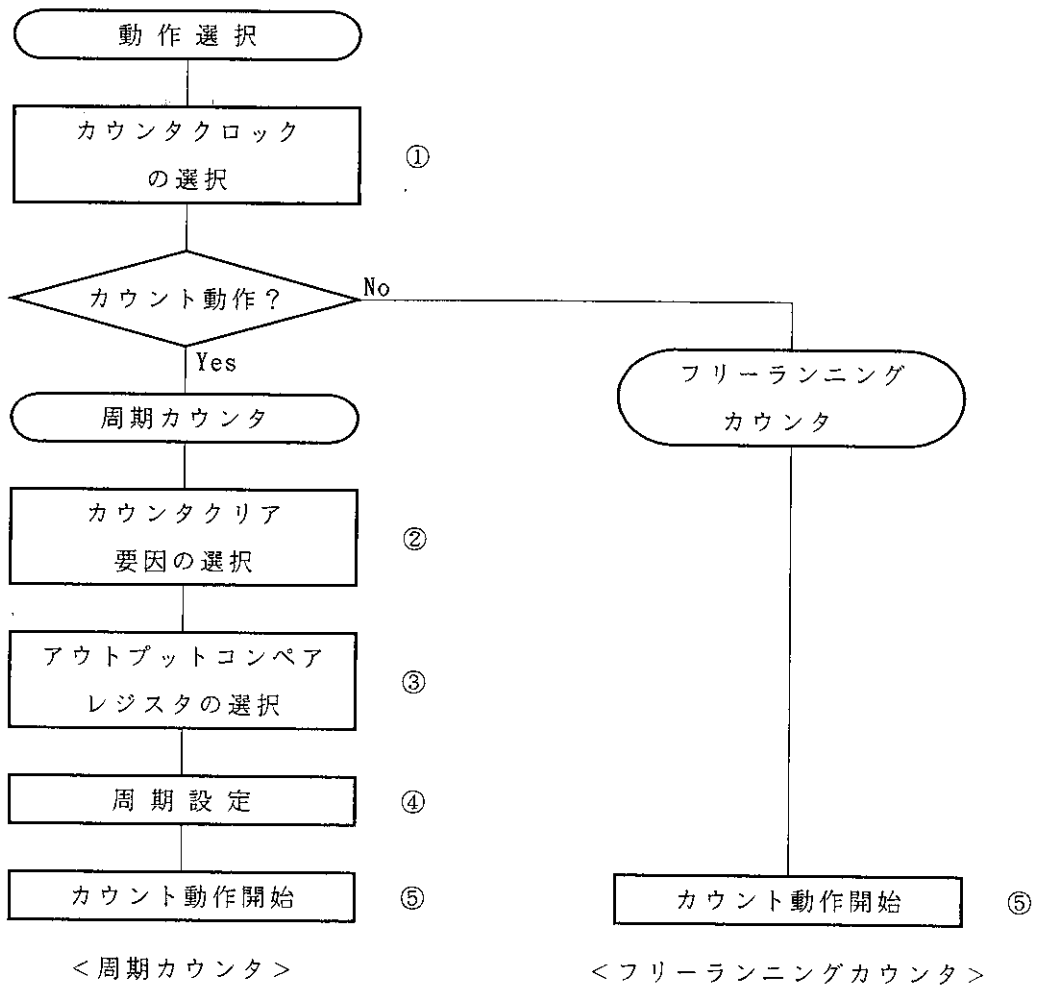 動作選択
カウンタクロック
の選択
①
カウント動作？
No
Yes
周期カウンタ
フリーランニング
カウンタ
カウンタクリア
要因の選択
②
アウトプットコンペア
レジスタの選択
③
周期設定
④
カウント動作開始
⑤
カウント動作開始
⑤
＜周期カウンタ＞
＜フリーランニングカウンタ＞